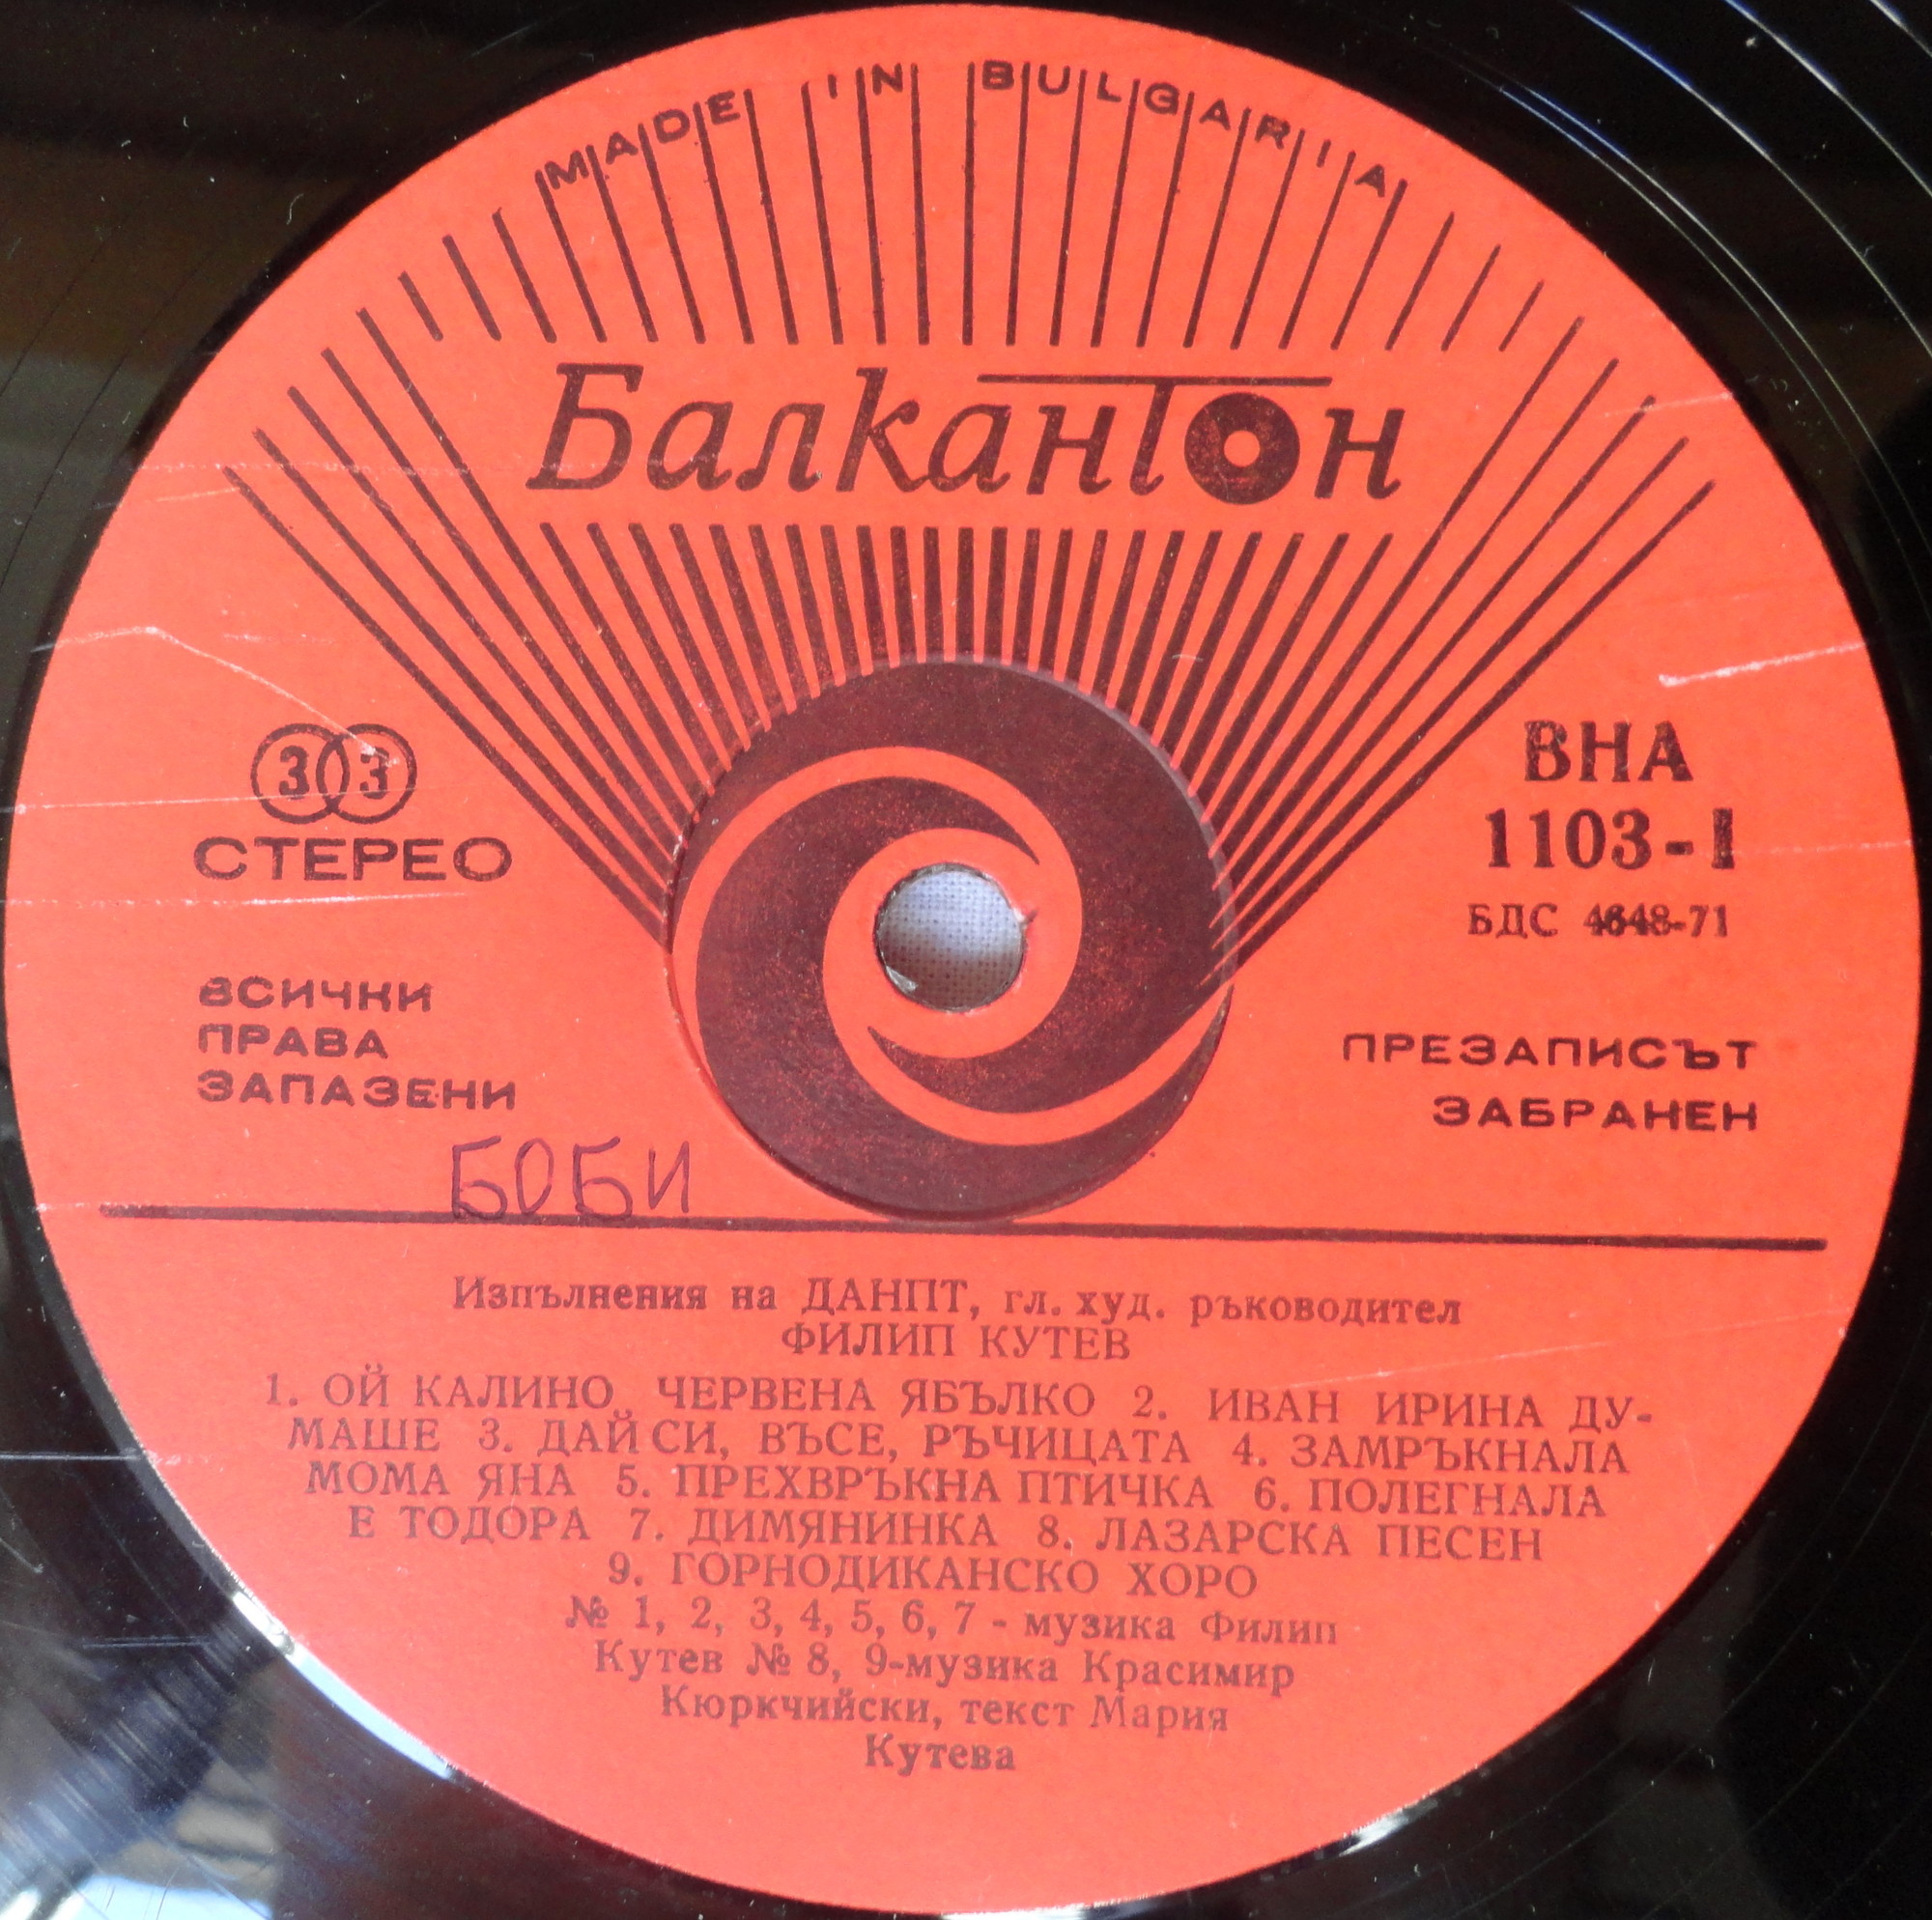 MADE IN BULGARIA
Балкантон
33
СТЕРЕО
ВНА
1103-I
БДС 4648-71
ВСИЧКИ
ПРАВА
ЗАПАЗЕНИ
ПРЕЗАПИСЪТ
ЗАБРАНЕН
БОБИ
Изпълнения на ДАНПТ, гл. худ. ръководител
ФИЛИП КУТЕВ
1. ОЙ КАЛИНО, ЧЕРВЕНА ЯБЪЛКО 2. ИВАН ИРИНА ДУ-
МАШЕ 3. ДАЙ СИ, ВЪСЕ, РЪЧИЦАТА 4. ЗАМРЪКНАЛА
МОМА ЯНА 5. ПРЕХВРЪКНА ПТИЧКА 6. ПОЛЕГНАЛА
Е ТОДОРА 7. ДИМЯНИНКА 8. ЛАЗАРСКА ПЕСЕН
9. ГОРНОДИКАНСКО ХОРО
№ 1, 2, 3, 4, 5, 6, 7 - музика Филип
Кутев № 8, 9-музика Красимир
Кюркчийски, текст Мария
Кутева